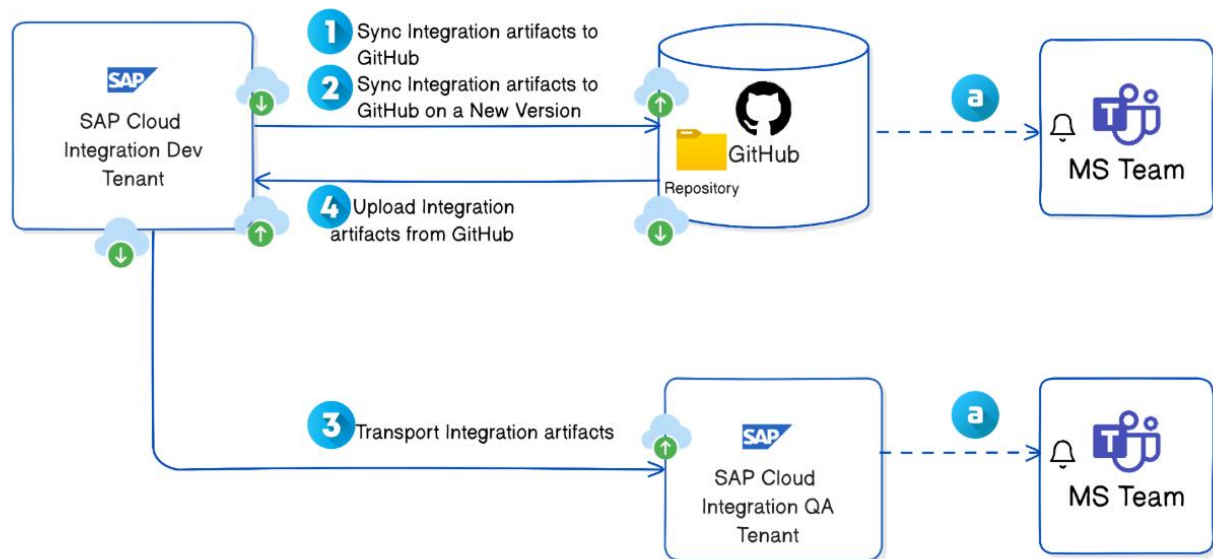 1 Sync Integration artifacts to
GitHub
2 Sync Integration artifacts to
GitHub on a New Version
SAP
SAP Cloud
Integration Dev
Tenant
GitHub
Repository
a
T
MS Team
4 Upload Integration
artifacts from GitHub
3 Transport Integration artifacts
SAP
SAP Cloud
Integration QA
Tenant
a
T
MS Team